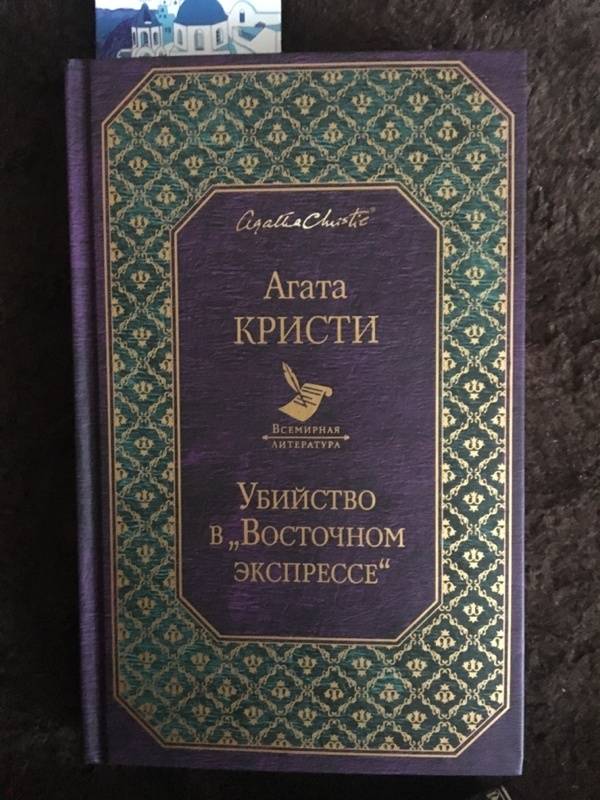 Agatha Christie®
Агата
КРИСТИ
ВСЕМИРНАЯ
ЛИТЕРАТУРА
УБИЙСТВО
В „ВОСТОЧНОМ
ЭКСПРЕССЕ“